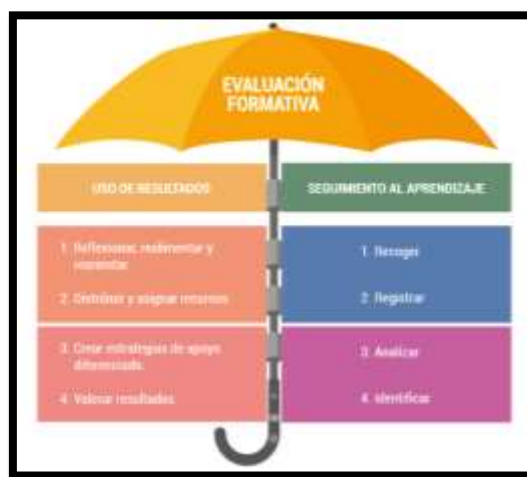 EVALUACIÓN
FORMATIVA
USO DE RESULTADOS
SEGUIMIENTO AL APRENDIZAJE
1. Reflexionar, realimentar y
reorientar.
2. Distribuir y asignar recursos
3. Crear estrategias de apoyo
diferenciado.
4. Valorar resultados.
1. Recoger
2. Registrar
3. Analizar
4. Identificar